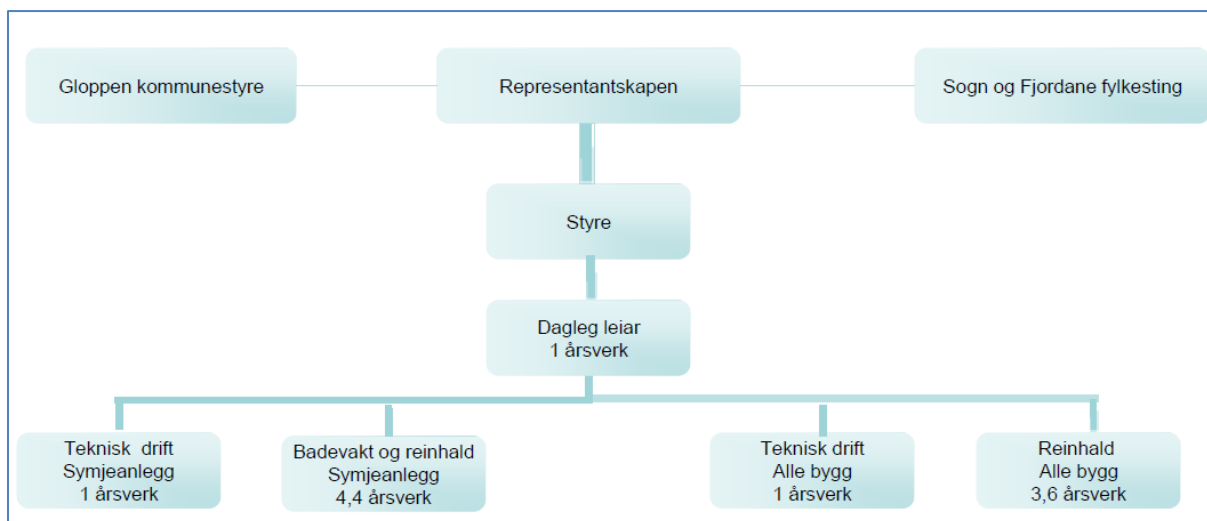 Gloppen kommunestyre
Representantskapen
Sogn og Fjordane fylkesting
Styre
Dagleg leiar
1 årsverk
Teknisk drift
Symjeanlegg
1 årsverk
Badevakt og reinhald
Symjeanlegg
4,4 årsverk
Teknisk drift
Alle bygg
1 årsverk
Reinhald
Alle bygg
3,6 årsverk